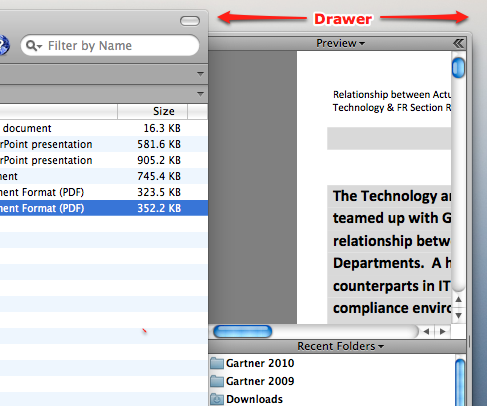 Drawer
?
Filter by Name
Preview
Relationship between Actu
Technology & FR Section R
Size
document 16.3 KB
rPoint presentation 581.6 KB
rPoint presentation 905.2 KB
ment 745.4 KB
ment Format (PDF) 323.5 KB
ment Format (PDF) 352.2 KB
The Technology an
teamed up with G
relationship betw
Departments. A h
counterparts in IT
compliance enviro
Recent Folders
Gartner 2010
Gartner 2009
Downloads